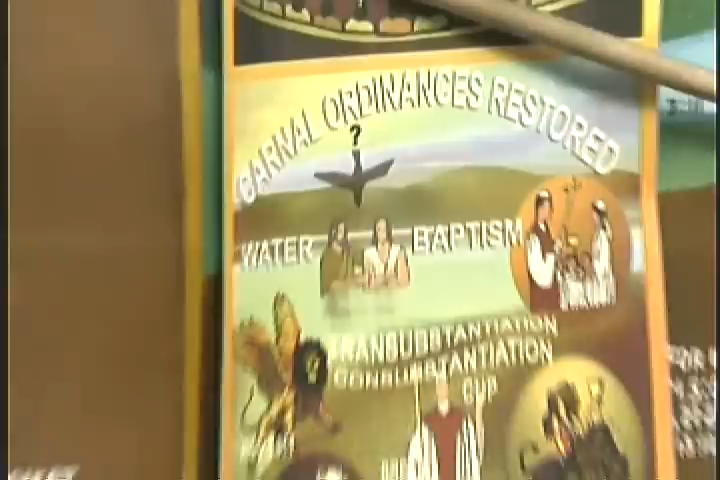 CARNAL ORDINANCES RESTORED
?
WATER BAPTISM
TRANSUBSTANTIATION
CONSUBSTANTIATION
CUP